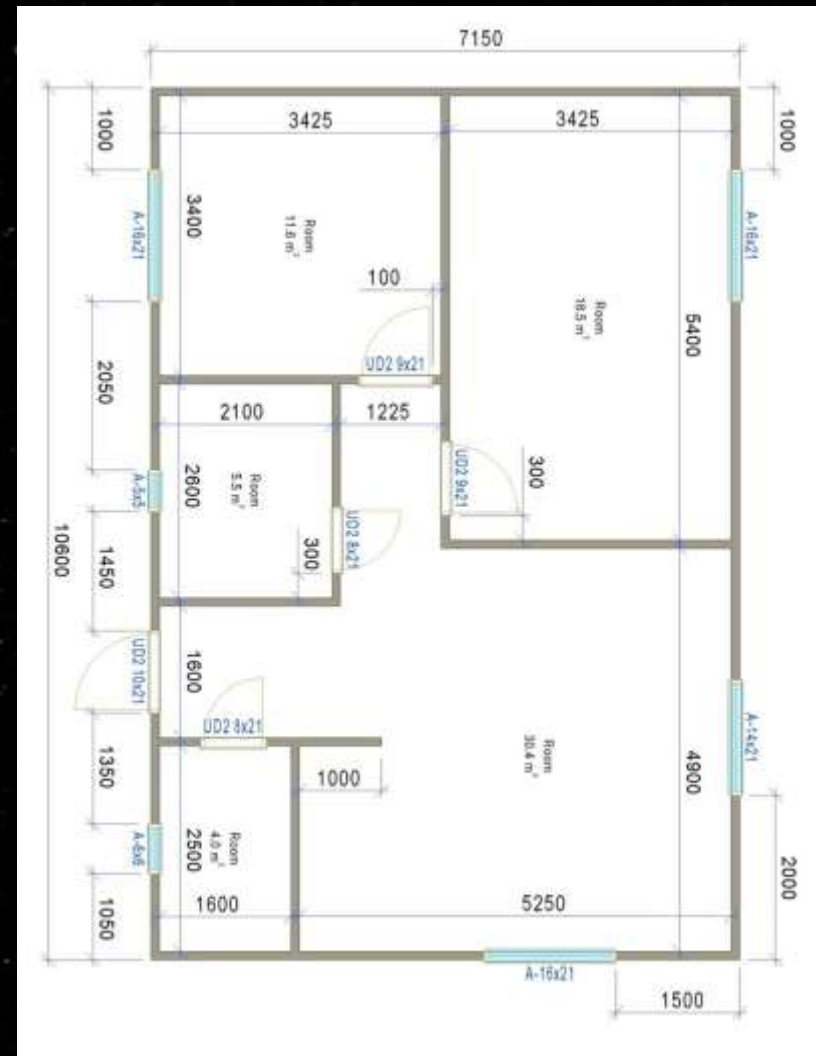 7150
1000
3425
3425
1000
A-16x21
3400
Room
11.6 m²
100
UD2 9x21
Room
18.5 m²
5400
A-16x21
2050
2100
1225
A-5x5
2600
Room
5.5 m²
300
UD2 8x21
UD2 9x21
300
10600
1450
UD2 10x21
1600
UD2 8x21
Room
30.4 m²
4900
A-14x21
1350
1000
A-6x6
2500
Room
4.0 m²
1600
5250
2000
1050
A-16x21
1500